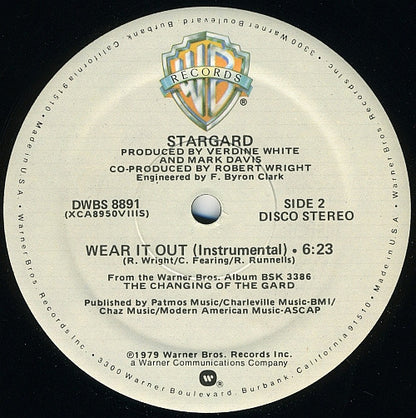 WB
RECORDS
®
STARGARD
PRODUCED BY VERDINE WHITE
AND MARK DAVIS
CO-PRODUCED BY ROBERT WRIGHT
Engineered by F. Byron Clark
DWBS 8891
(XCA8950VIIIS)
SIDE 2
DISCO STEREO
WEAR IT OUT (Instrumental) • 6:23
(R. Wright/C. Fearing/R. Runnells)
From the Warner Bros. Album BSK 3386
THE CHANGING OF THE GARD
Published by Patmos Music/Charleville Music-BMI/
Chaz Music/Modern American Music-ASCAP
℗1979 Warner Bros. Records Inc.
a Warner Communications Company
W ®
Warner Bros. Records Inc. • 3300 Warner Boulevard, Burbank, California 91510 • Made in U.S.A. • Warner Bros. Records Inc. • 3300 Warner Boulevard, Burbank, California 91510 • Made in U.S.A. •